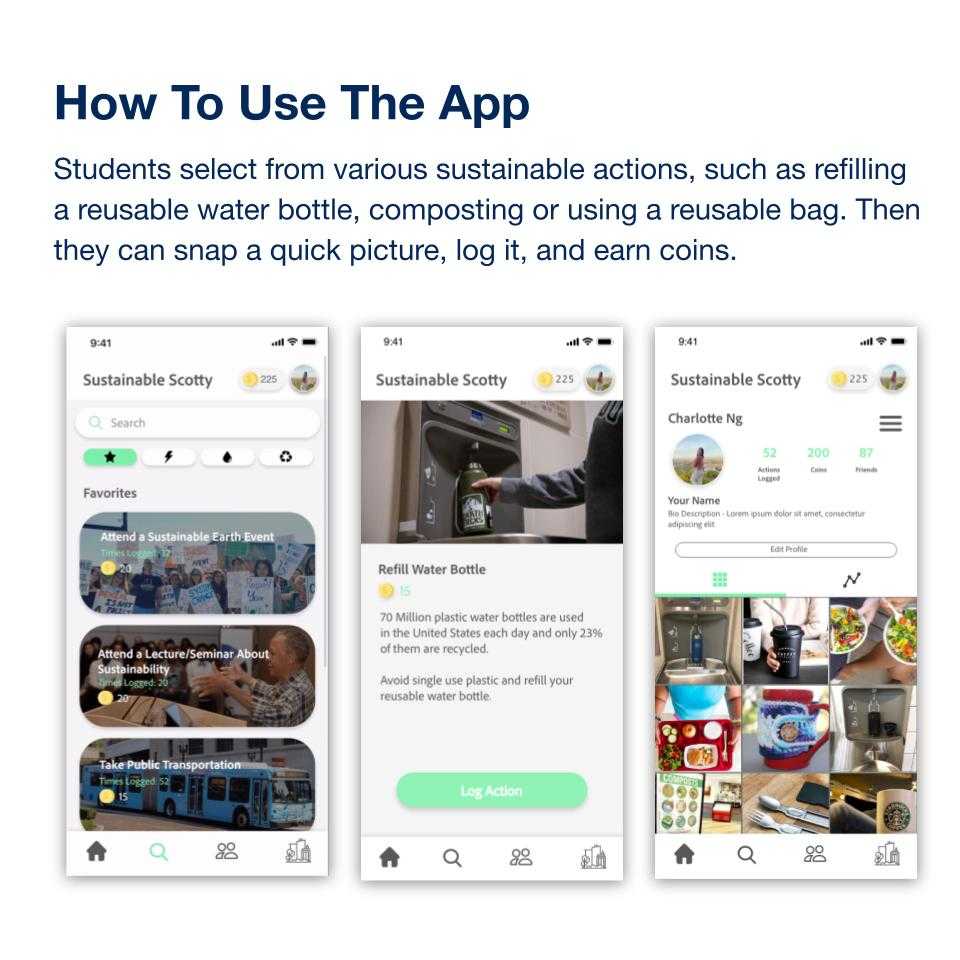 How To Use The App
Students select from various sustainable actions, such as refilling
a reusable water bottle, composting or using a reusable bag. Then
they can snap a quick picture, log it, and earn coins.
9:41
Sustainable Scotty
225
Search
Favorites
Attend a Sustainable Earth Event
Times Logged: 12
20
Attend a Lecture/Seminar About
Sustainability
Times Logged: 20
20
Take Public Transportation
Times Logged: 52
15
9:41
Sustainable Scotty
225
Refill Water Bottle
15
70 Million plastic water bottles are used
in the United States each day and only 23%
of them are recycled.
Avoid single use plastic and refill your
reusable water bottle.
Log Action
9:41
Sustainable Scotty
225
Charlotte Ng
52
200
87
Actions
Logged
Coins
Friends
Your Name
Bio Description - Lorem ipsum dolor sit amet, consectetur
adipiscing elit
Edit Profile
COMPOSTS